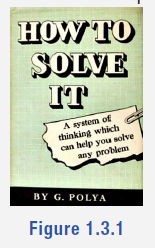 HOW TO
SOLVE
IT
A system of
thinking which
can help you solve
any problem
BY G. POLYA
Figure 1.3.1